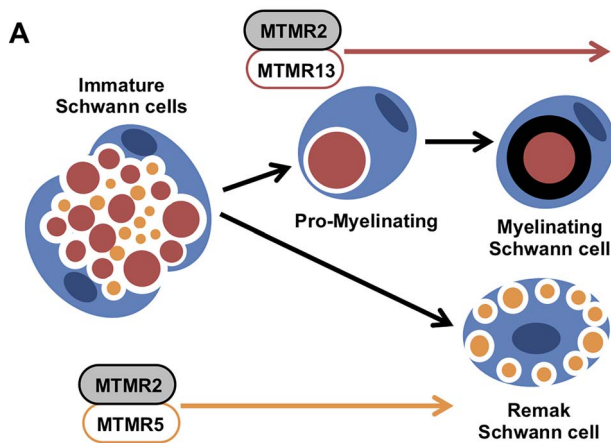 A
MTMR2
MTMR13
Immature
Schwann cells
Pro-Myelinating
Myelinating
Schwann cell
MTMR2
MTMR5
Remak
Schwann cell